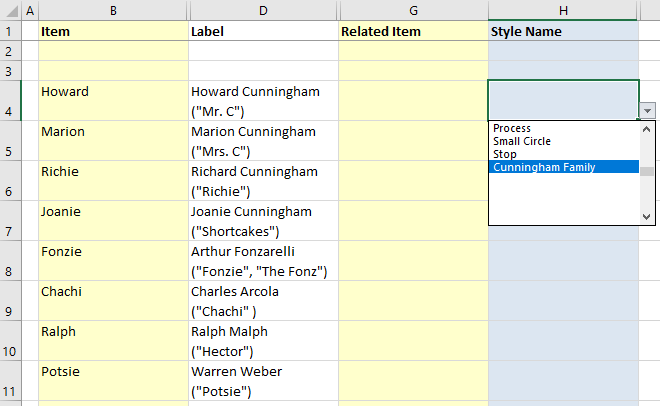 A B D G H
1 Item Label Related Item Style Name
2
3
4 Howard Howard Cunningham
("Mr. C")
Process
Small Circle
Stop
Cunningham Family
5 Marion Marion Cunningham
("Mrs. C")
6 Richie Richard Cunningham
("Richie")
7 Joanie Joanie Cunningham
("Shortcakes")
8 Fonzie Arthur Fonzarelli
("Fonzie", "The Fonz")
9 Chachi Charles Arcola
("Chachi" )
10 Ralph Ralph Malph
("Hector")
11 Potsie Warren Weber
("Potsie")